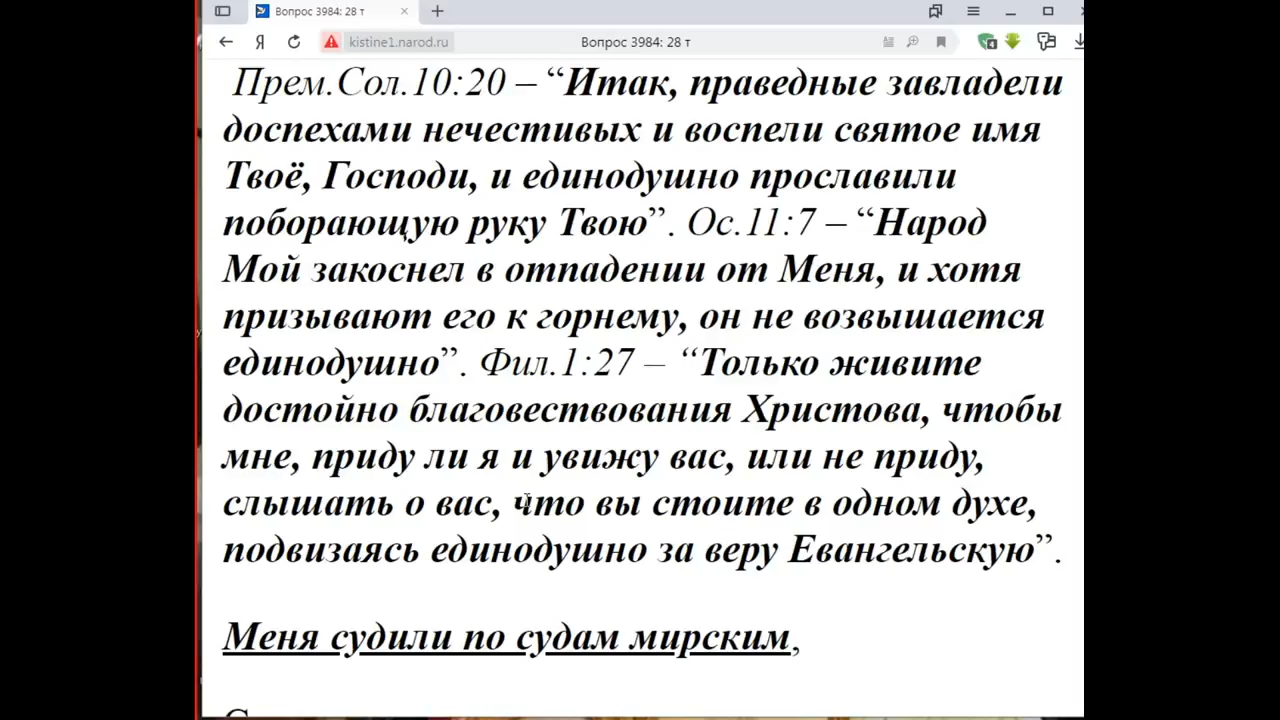 Вопрос 3984: 28 т
kistine1.narod.ru Вопрос 3984: 28 т
Прем.Сол.10:20 – “Итак, праведные завладели
доспехами нечестивых и воспели святое имя
Твоё, Господи, и единодушно прославили
поборающую руку Твою”. Ос.11:7 – “Народ
Мой закоснел в отпадении от Меня, и хотя
призывают его к горнему, он не возвышается
единодушно”. Фил.1:27 – “Только живите
достойно благовествования Христова, чтобы
мне, приду ли я и увижу вас, или не приду,
слышать о вас, что вы стоите в одном духе,
подвизаясь единодушно за веру Евангельскую”.
Меня судили по судам мирским,